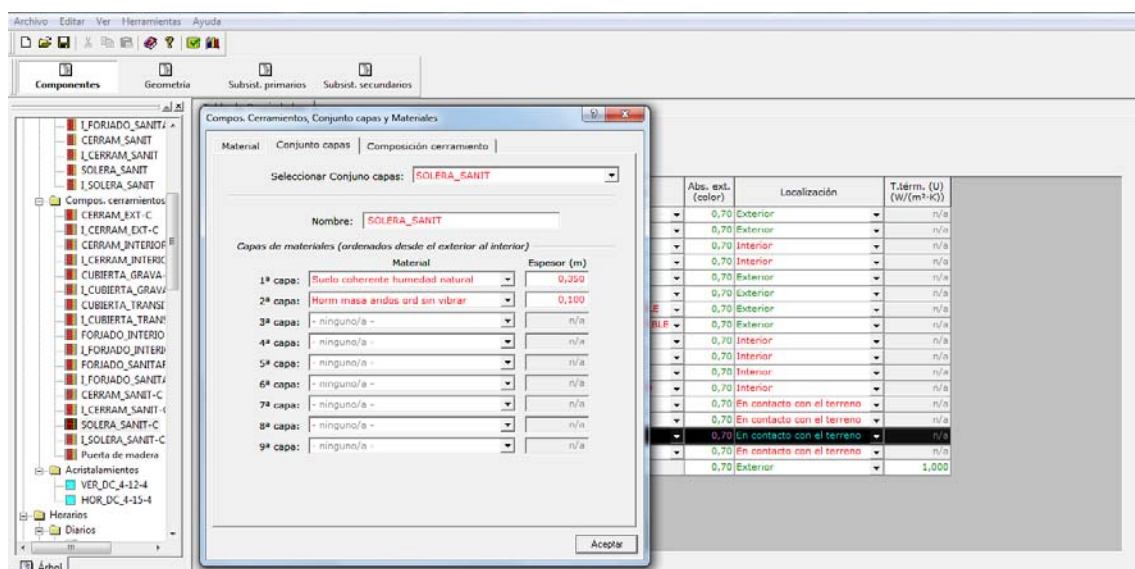 Archivo Editar Ver Herramientas Ayuda
Componentes Geometría Subsist. primarios Subsist. secundarios
I_FORJADO_SANITA
CERRAM_SANIT
I_CERRAM_SANIT
SOLERA_SANIT
I_SOLERA_SANIT
Compos. cerramientos
CERRAM_EXT-C
I_CERRAM_EXT-C
CERRAM_INTERIOF
I_CERRAM_INTERIC
CUBIERTA_GRAVA-
I_CUBIERTA_GRAVA
CUBIERTA_TRANSI
I_CUBIERTA_TRAN
FORJADO_INTERIO
I_FORJADO_INTERI
FORJADO_SANITAF
I_FORJADO_SANITA
CERRAM_SANIT-C
I_CERRAM_SANIT-
SOLERA_SANIT-C
I_SOLERA_SANIT-C
Puerta de madera
Acristalamientos
VER_DC_4-12-4
HOR_DC_4-15-4
Horarios
Diarios
Árbol
Compos. Cerramientos, Conjunto capas y Materiales
Material Conjunto capas Composición cerramiento
Seleccionar Conjuno capas: SOLERA_SANIT
Nombre: SOLERA_SANIT
Capas de materiales (ordenados desde el exterior al interior)
Material Espesor (m)
1ª capa: Suelo coherente humedad natural 0,350
2ª capa: Horm masa aridos ord sin vibrar 0,100
3ª capa: - ninguno/a - n/a
4ª capa: - ninguno/a - n/a
5ª capa: - ninguno/a - n/a
6ª capa: - ninguno/a - n/a
7ª capa: - ninguno/a - n/a
8ª capa: - ninguno/a - n/a
9ª capa: - ninguno/a - n/a
Aceptar
Abs. ext. (color) Localización T.térm. (U) (W/(m²·K))
0,70 Exterior n/a
0,70 Exterior n/a
0,70 Interior n/a
0,70 Interior n/a
0,70 Exterior n/a
0,70 Exterior n/a
LE 0,70 Exterior n/a
BLE 0,70 Exterior n/a
0,70 Interior n/a
0,70 Interior n/a
0,70 Interior n/a
0,70 Interior n/a
0,70 En contacto con el terreno n/a
0,70 En contacto con el terreno n/a
0,70 En contacto con el terreno n/a
0,70 En contacto con el terreno n/a
0,70 Exterior 1,000